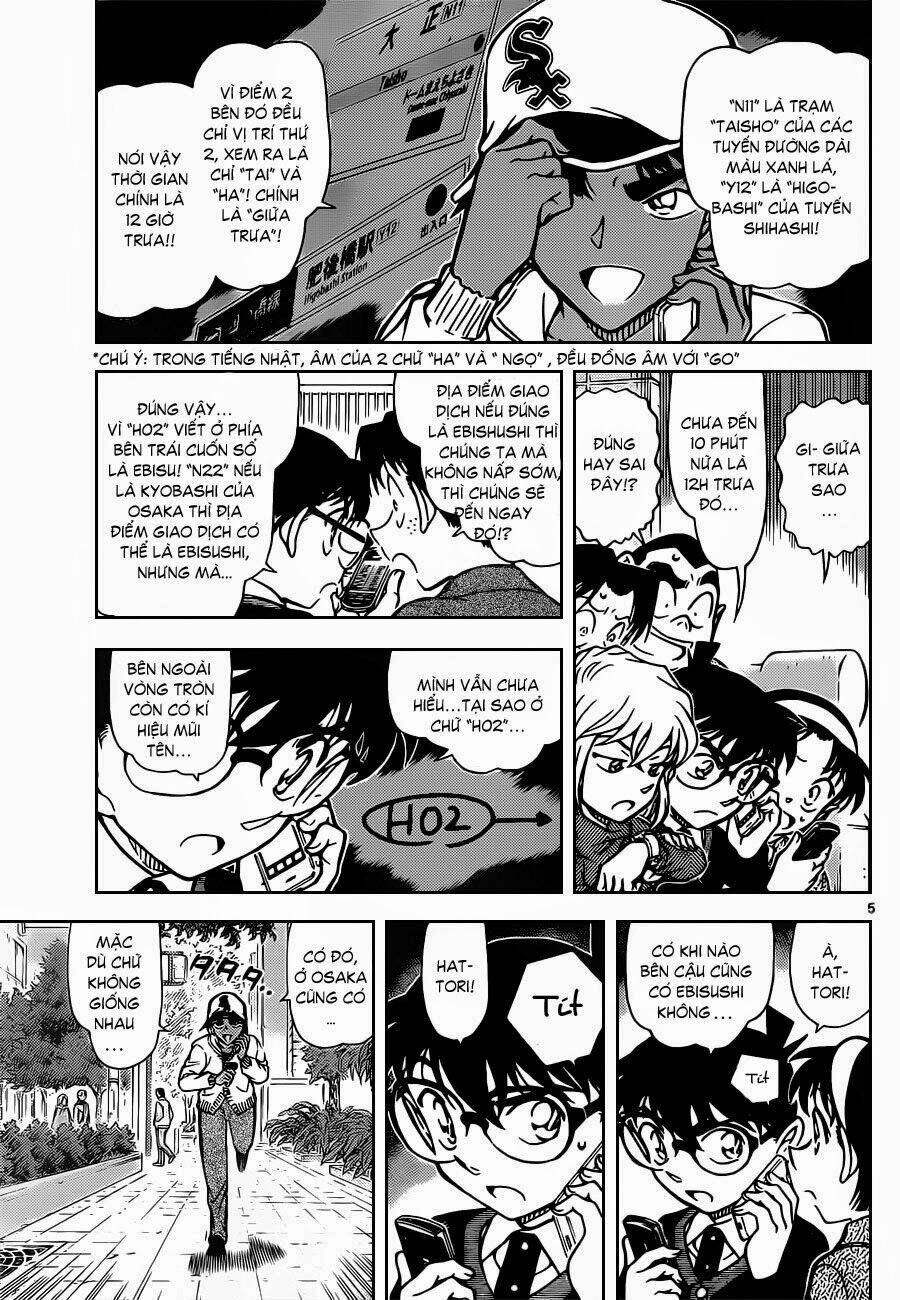 "N11" LÀ TRẠM
"TAISHO" CỦA CÁC
TUYẾN ĐƯỜNG DÀI
MÀU XANH LÁ,
"Y12" LÀ "HIGO-
BASHI" CỦA TUYẾN
SHIHASHI!
VÌ ĐIỂM 2
BÊN ĐÓ ĐỀU
CHỈ VỊ TRÍ THỨ
2, XEM RA LÀ
CHỈ "TAI" VÀ
"HA"! CHÍNH
LÀ "GIỮA
TRƯA"!
NÓI VẬY
THỜI GIAN
CHÍNH LÀ
12 GIỜ
TRƯA!!
大正 N11
Taisho
肥後橋駅 Y12
Higobashi Station
出入口
*CHÚ Ý: TRONG TIẾNG NHẬT, ÂM CỦA 2 CHỮ "HA" VÀ " NGỌ" , ĐỀU ĐỒNG ÂM VỚI "GO"
GI- GIỮA
TRƯA SAO
...
CHƯA ĐẾN
10 PHÚT
NỮA LÀ
12H TRƯA
ĐÓ...
ĐÚNG
HAY SAI
ĐÂY!?
ĐỊA ĐIỂM GIAO
DỊCH NẾU ĐÚNG
LÀ EBISHUSHI THÌ
CHÚNG TA MÀ
KHÔNG NẤP SỚM,
THÌ CHÚNG SẼ
ĐẾN NGAY
ĐÓ!?
ĐÚNG VẬY...
VÌ "H02" VIẾT Ở PHÍA
BÊN TRÁI CUỐN SỔ
LÀ EBISU! "N22" NẾU
LÀ KYOBASHI CỦA
OSAKA THÌ ĐỊA
ĐIỂM GIAO DỊCH CÓ
THỂ LÀ EBISUSHI,
NHƯNG MÀ...
MÌNH VẪN CHƯA
HIỂU...TẠI SAO Ở
CHỮ "H02"...
BÊN NGOÀI
VÒNG TRÒN
CÒN CÓ KÍ
HIỆU MŨI
TÊN...
H02
5
À,
HAT-
TORI!
CÓ KHI NÀO
BÊN CẬU CŨNG
CÓ EBISUSHI
KHÔNG...
TÍT
HAT-
TORI!
TÍT
CÓ ĐÓ,
Ở OSAKA
CŨNG CÓ
...
MẶC
DÙ CHỮ
KHÔNG
GIỐNG
NHAU
...